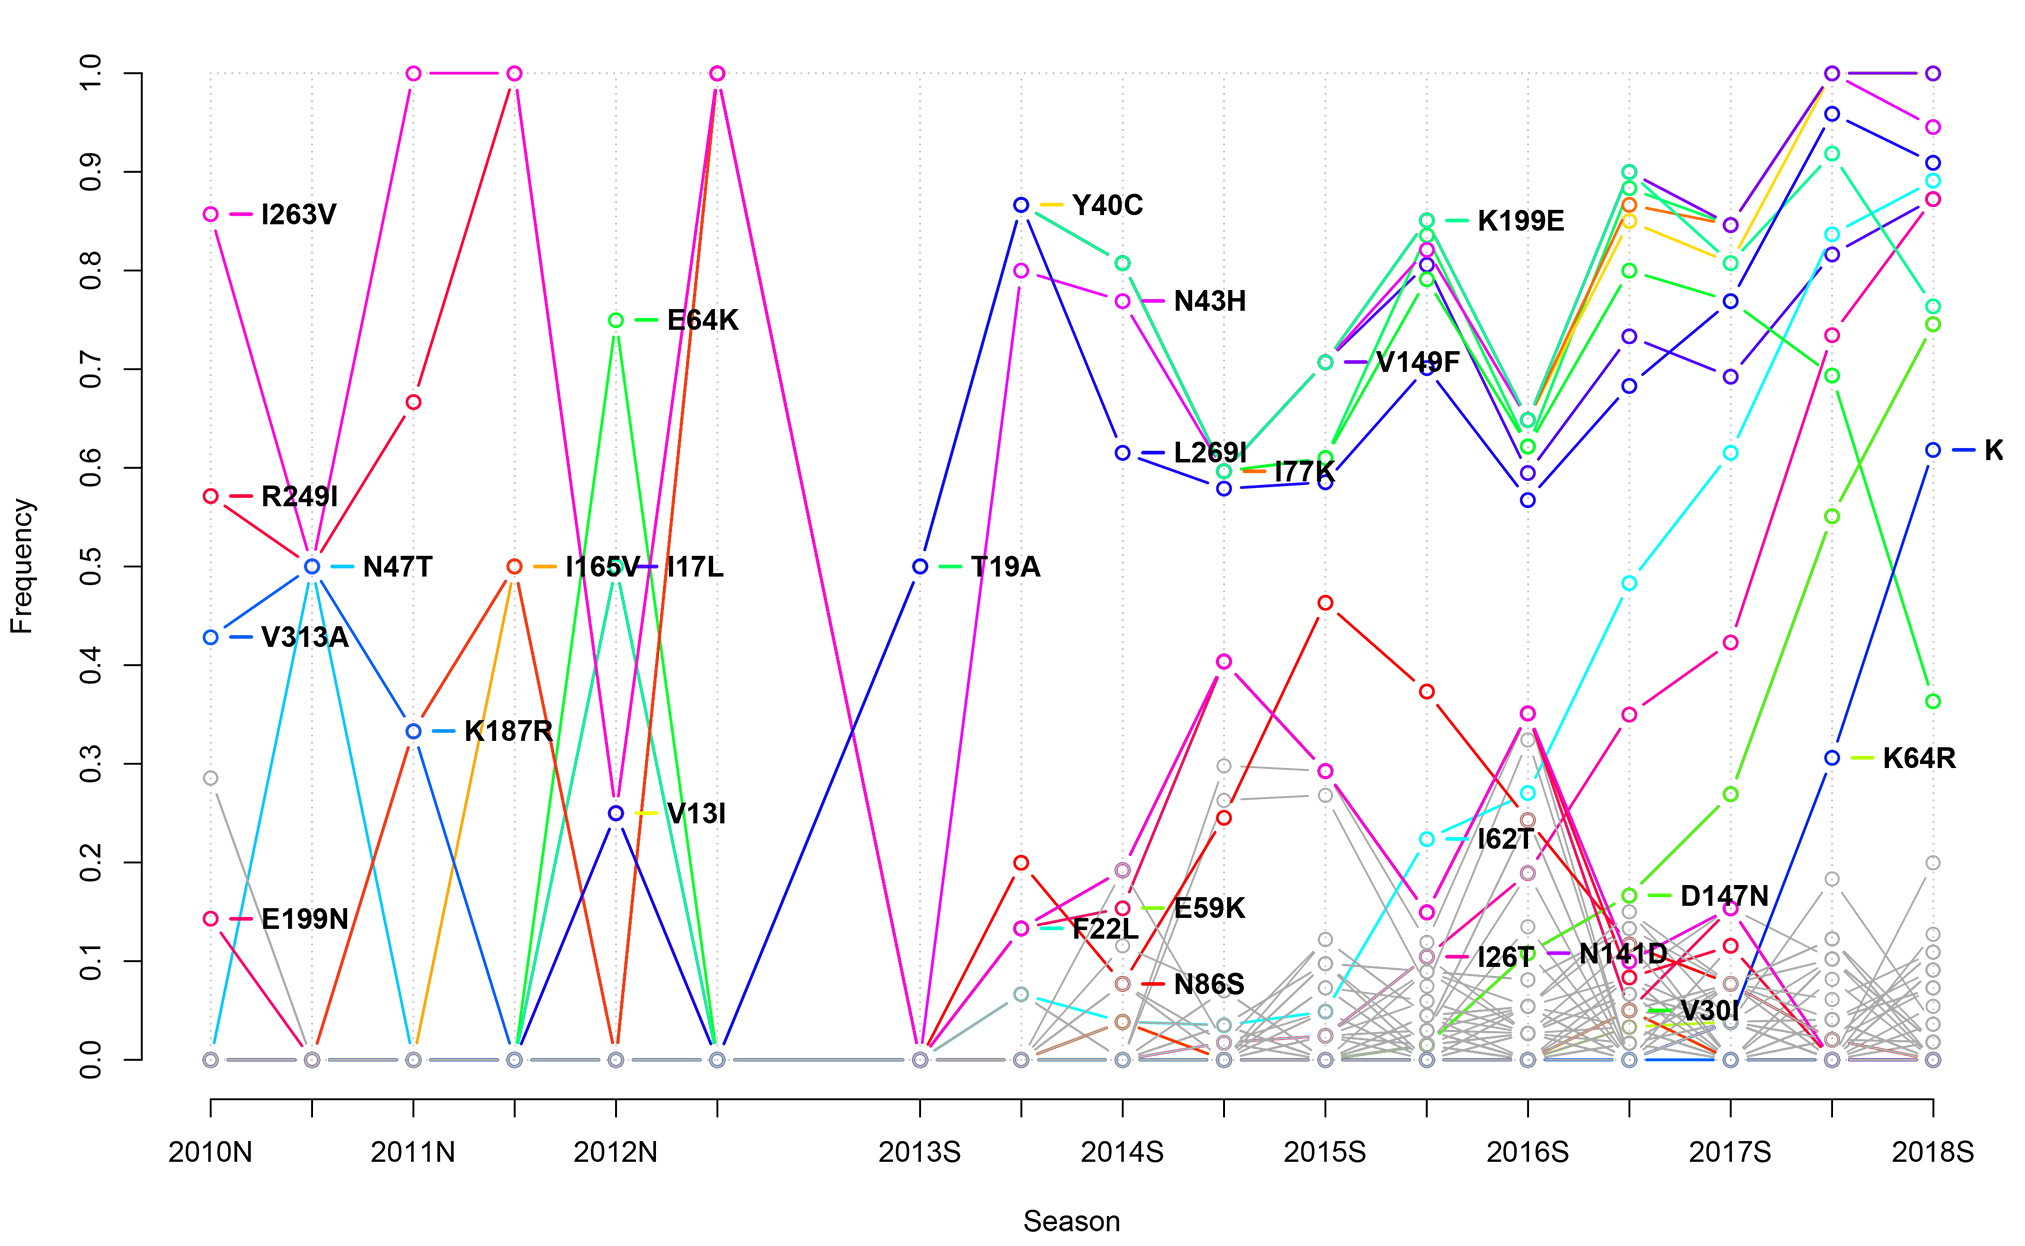 1.0
0.9
0.8
0.7
0.6
0.5
0.4
0.3
0.2
0.1
0.0
Frequency
I263V
R249I
V313A
E199N
N47T
K187R
I165V
E64K
I17L
V13I
T19A
Y40C
F22L
N43H
L269I
E59K
N86S
I77K
V149F
K199E
I62T
I26T
N141D
D147N
V30I
K64R
K
2010N
2011N
2012N
2013S
2014S
2015S
2016S
2017S
2018S
Season